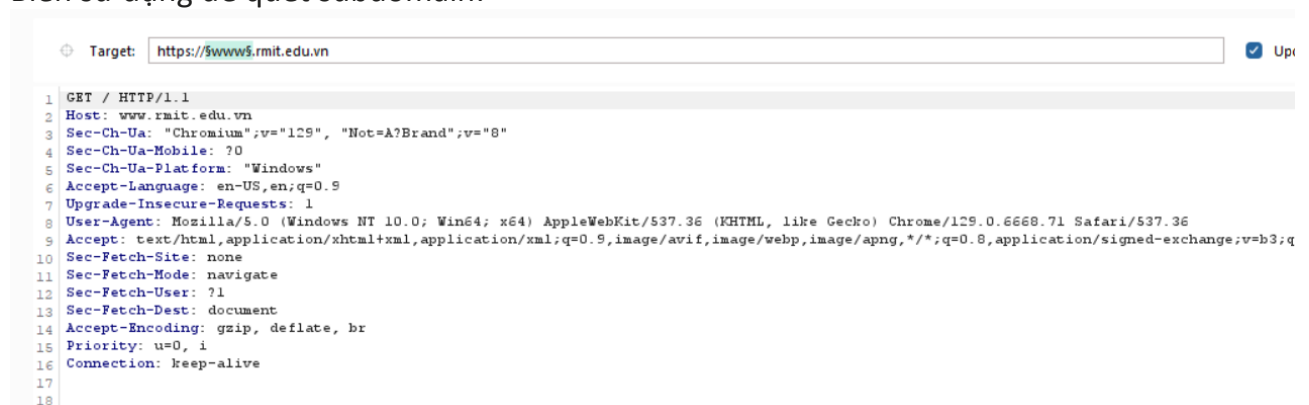 Target: https://§www§.rmit.edu.vn
1 GET / HTTP/1.1
2 Host: www.rmit.edu.vn
3 Sec-Ch-Ua: "Chromium";v="129", "Not=A?Brand";v="8"
4 Sec-Ch-Ua-Mobile: ?0
5 Sec-Ch-Ua-Platform: "Windows"
6 Accept-Language: en-US,en;q=0.9
7 Upgrade-Insecure-Requests: 1
8 User-Agent: Mozilla/5.0 (Windows NT 10.0; Win64; x64) AppleWebKit/537.36 (KHTML, like Gecko) Chrome/129.0.6668.71 Safari/537.36
9 Accept: text/html,application/xhtml+xml,application/xml;q=0.9,image/avif,image/webp,image/apng,*/*;q=0.8,application/signed-exchange;v=b3;q
10 Sec-Fetch-Site: none
11 Sec-Fetch-Mode: navigate
12 Sec-Fetch-User: ?1
13 Sec-Fetch-Dest: document
14 Accept-Encoding: gzip, deflate, br
15 Priority: u=0, i
16 Connection: keep-alive
17
18